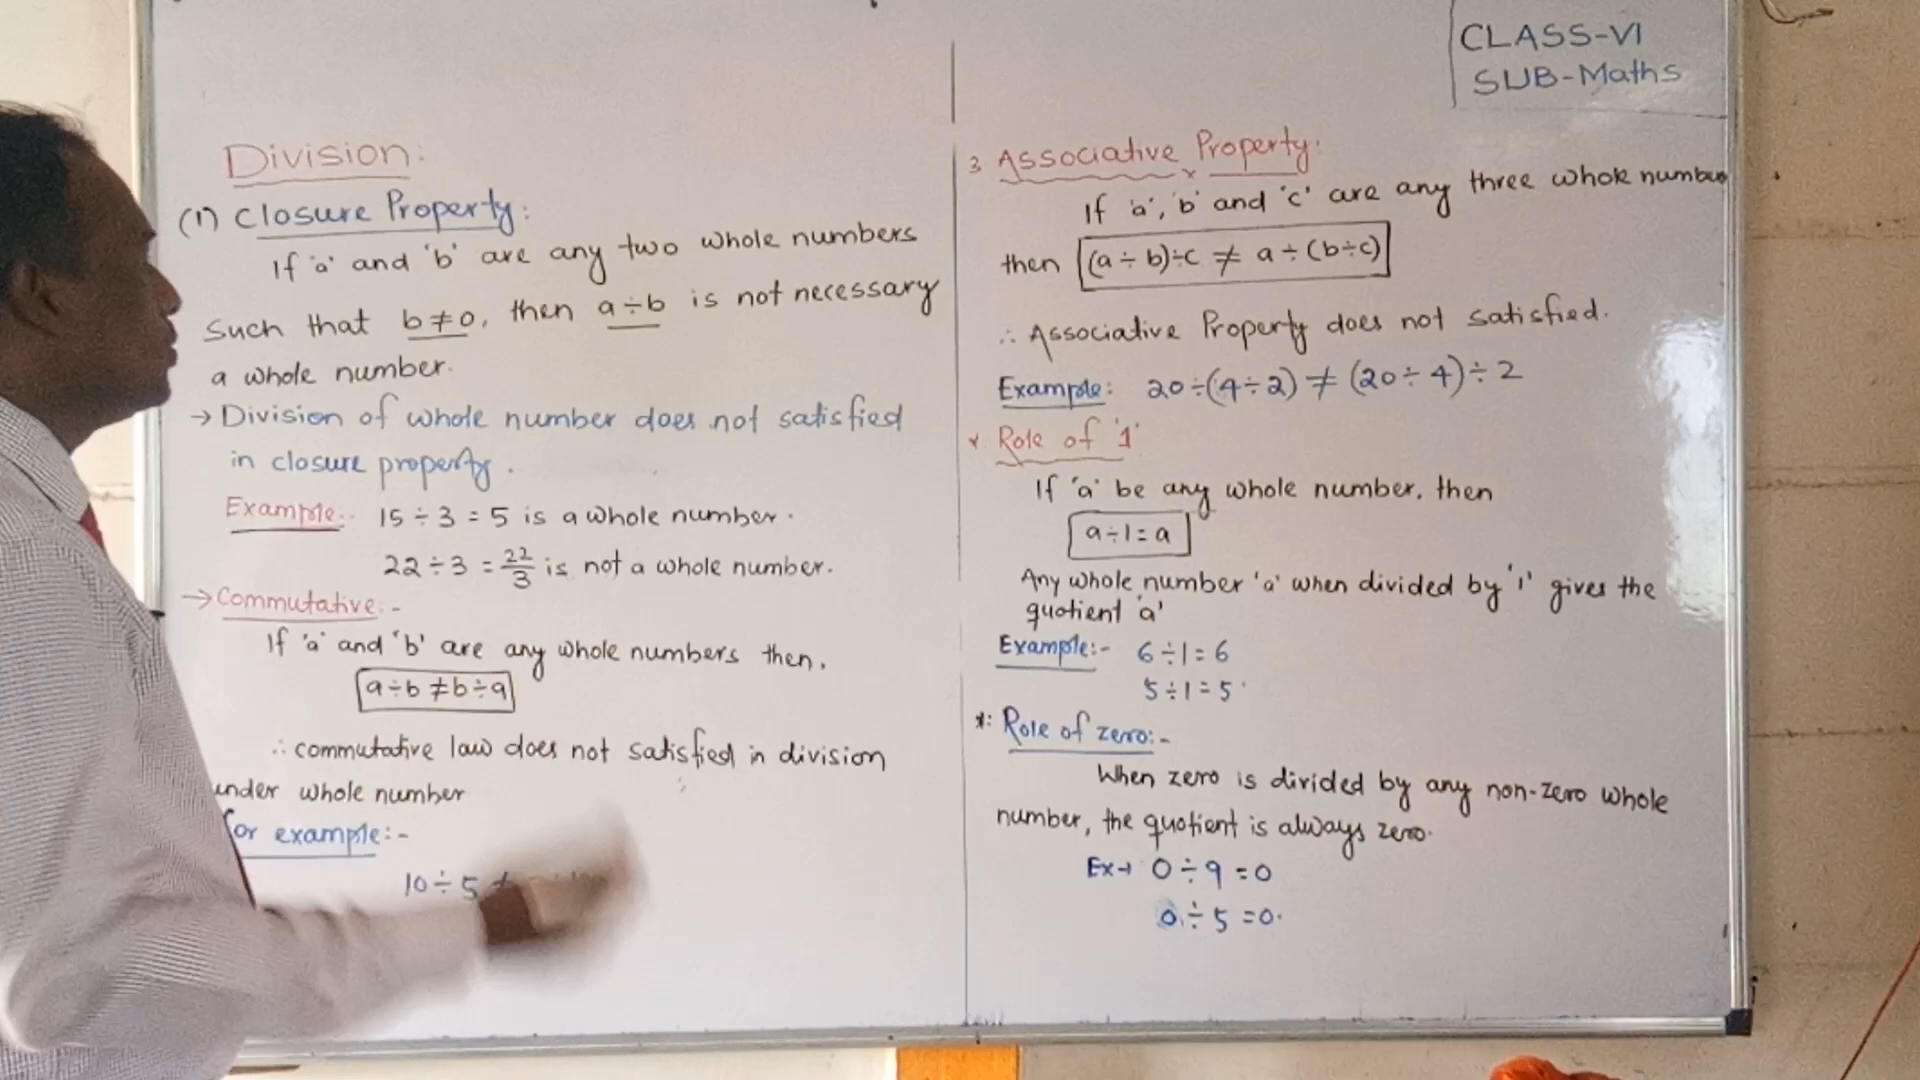 CLASS-VI
SUB-Maths
Division:
(1) Closure Property:
If 'a' and 'b' are any two whole numbers
Such that b≠0, then a÷b is not necessary
a whole number.
→ Division of whole number does not satisfied
in closure property.
Example:. 15 ÷ 3 = 5 is a whole number.
22 ÷ 3 = 22/3 is not a whole number.
→ Commutative:-
If 'a' and 'b' are any whole numbers then,
a÷b ≠ b÷a
∴ commutative law does not satisfied in division
under whole number
for example:-
10 ÷ 5 ≠
3 Associative Property:
If 'a', 'b' and 'c' are any three whole number
then (a ÷ b)÷c ≠ a ÷ (b÷c)
∴ Associative Property does not satisfied.
Example: 20÷(4÷2) ≠ (20÷4)÷2
Role of '1'
If 'a' be any whole number, then
a÷1=a
Any whole number 'a' when divided by '1' gives the
quotient 'a'
Example:- 6÷1=6
5÷1=5.
*: Role of zero:-
When zero is divided by any non-zero whole
number, the quotient is always zero.
Ex→ 0 ÷ 9 = 0
0 ÷ 5 = 0.